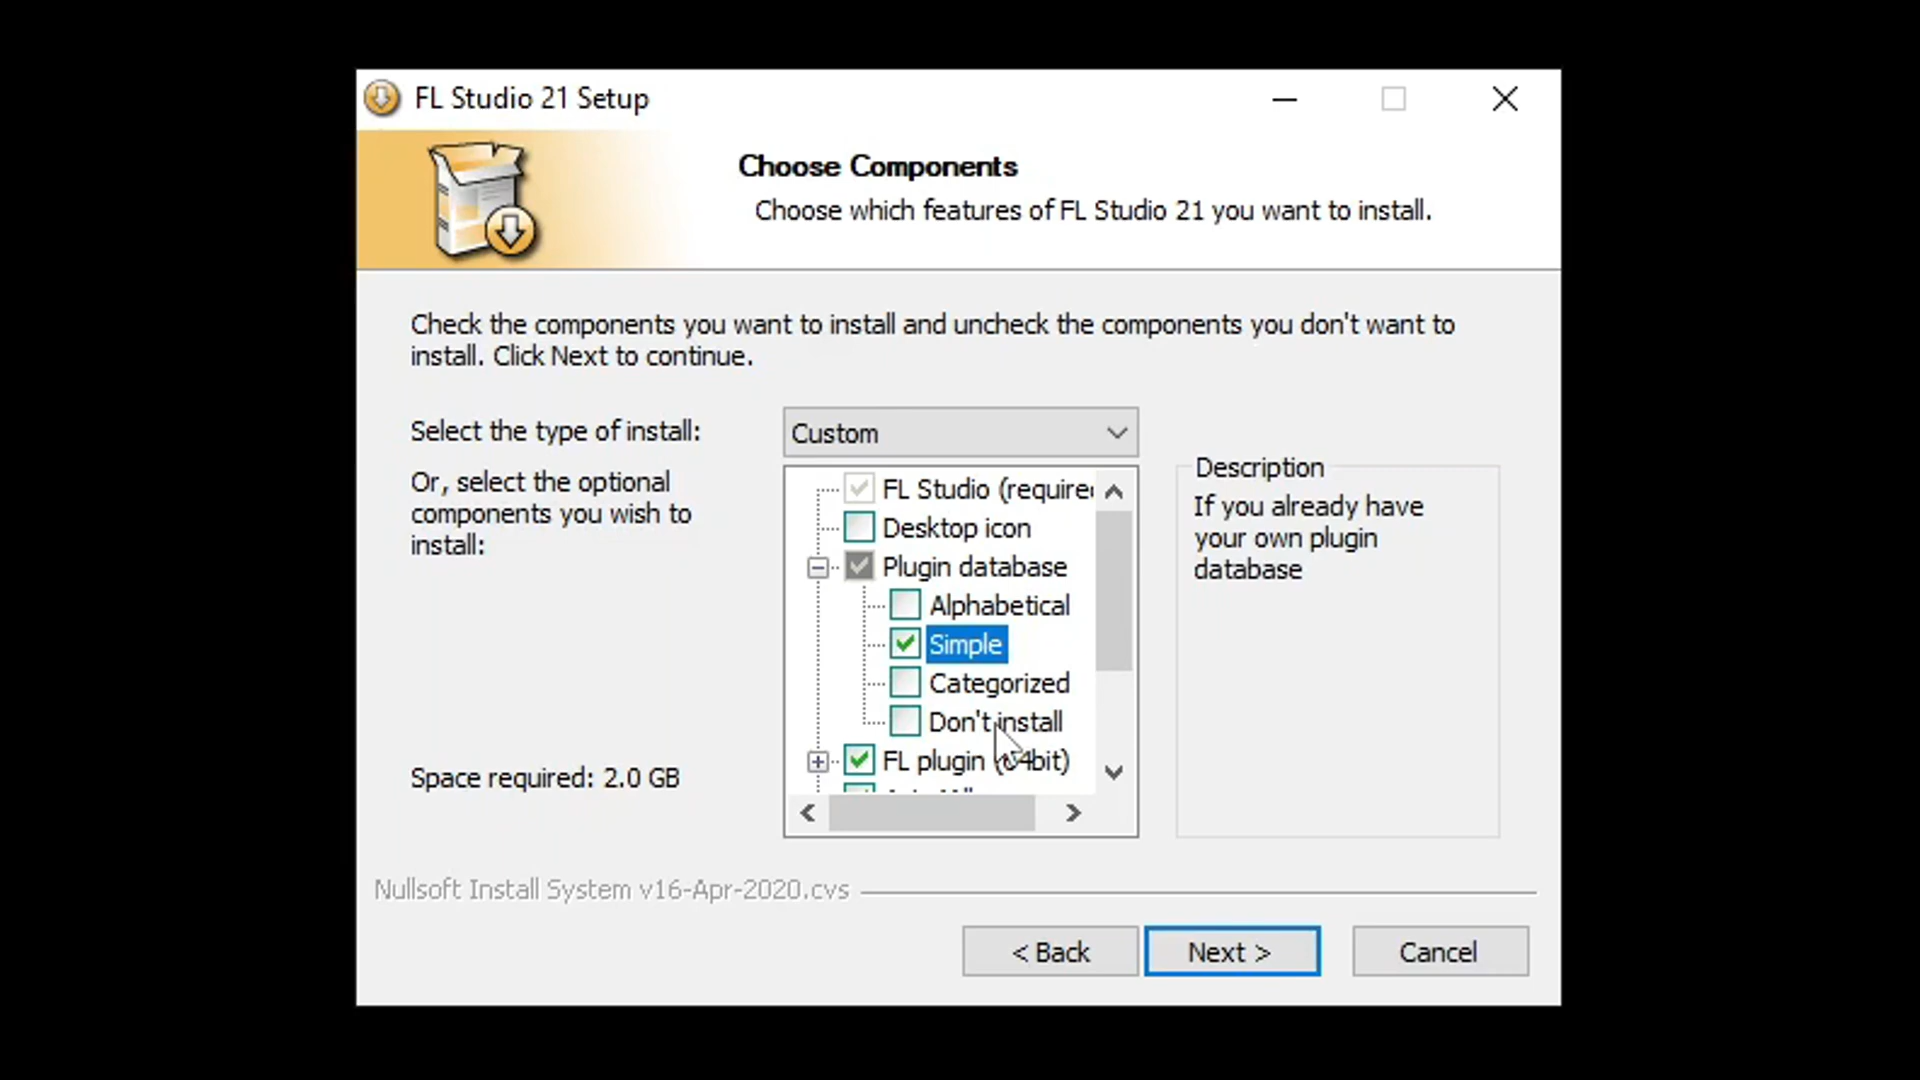 FL Studio 21 Setup
Choose Components
Choose which features of FL Studio 21 you want to install.
Check the components you want to install and uncheck the components you don't want to
install. Click Next to continue.
Select the type of install:
Custom
Or, select the optional
components you wish to
install:
FL Studio (require
Desktop icon
Plugin database
Alphabetical
Simple
Categorized
Don't install
FL plugin (64bit)
Description
If you already have
your own plugin
database
Space required: 2.0 GB
Nullsoft Install System v16-Apr-2020.cvs
< Back
Next >
Cancel